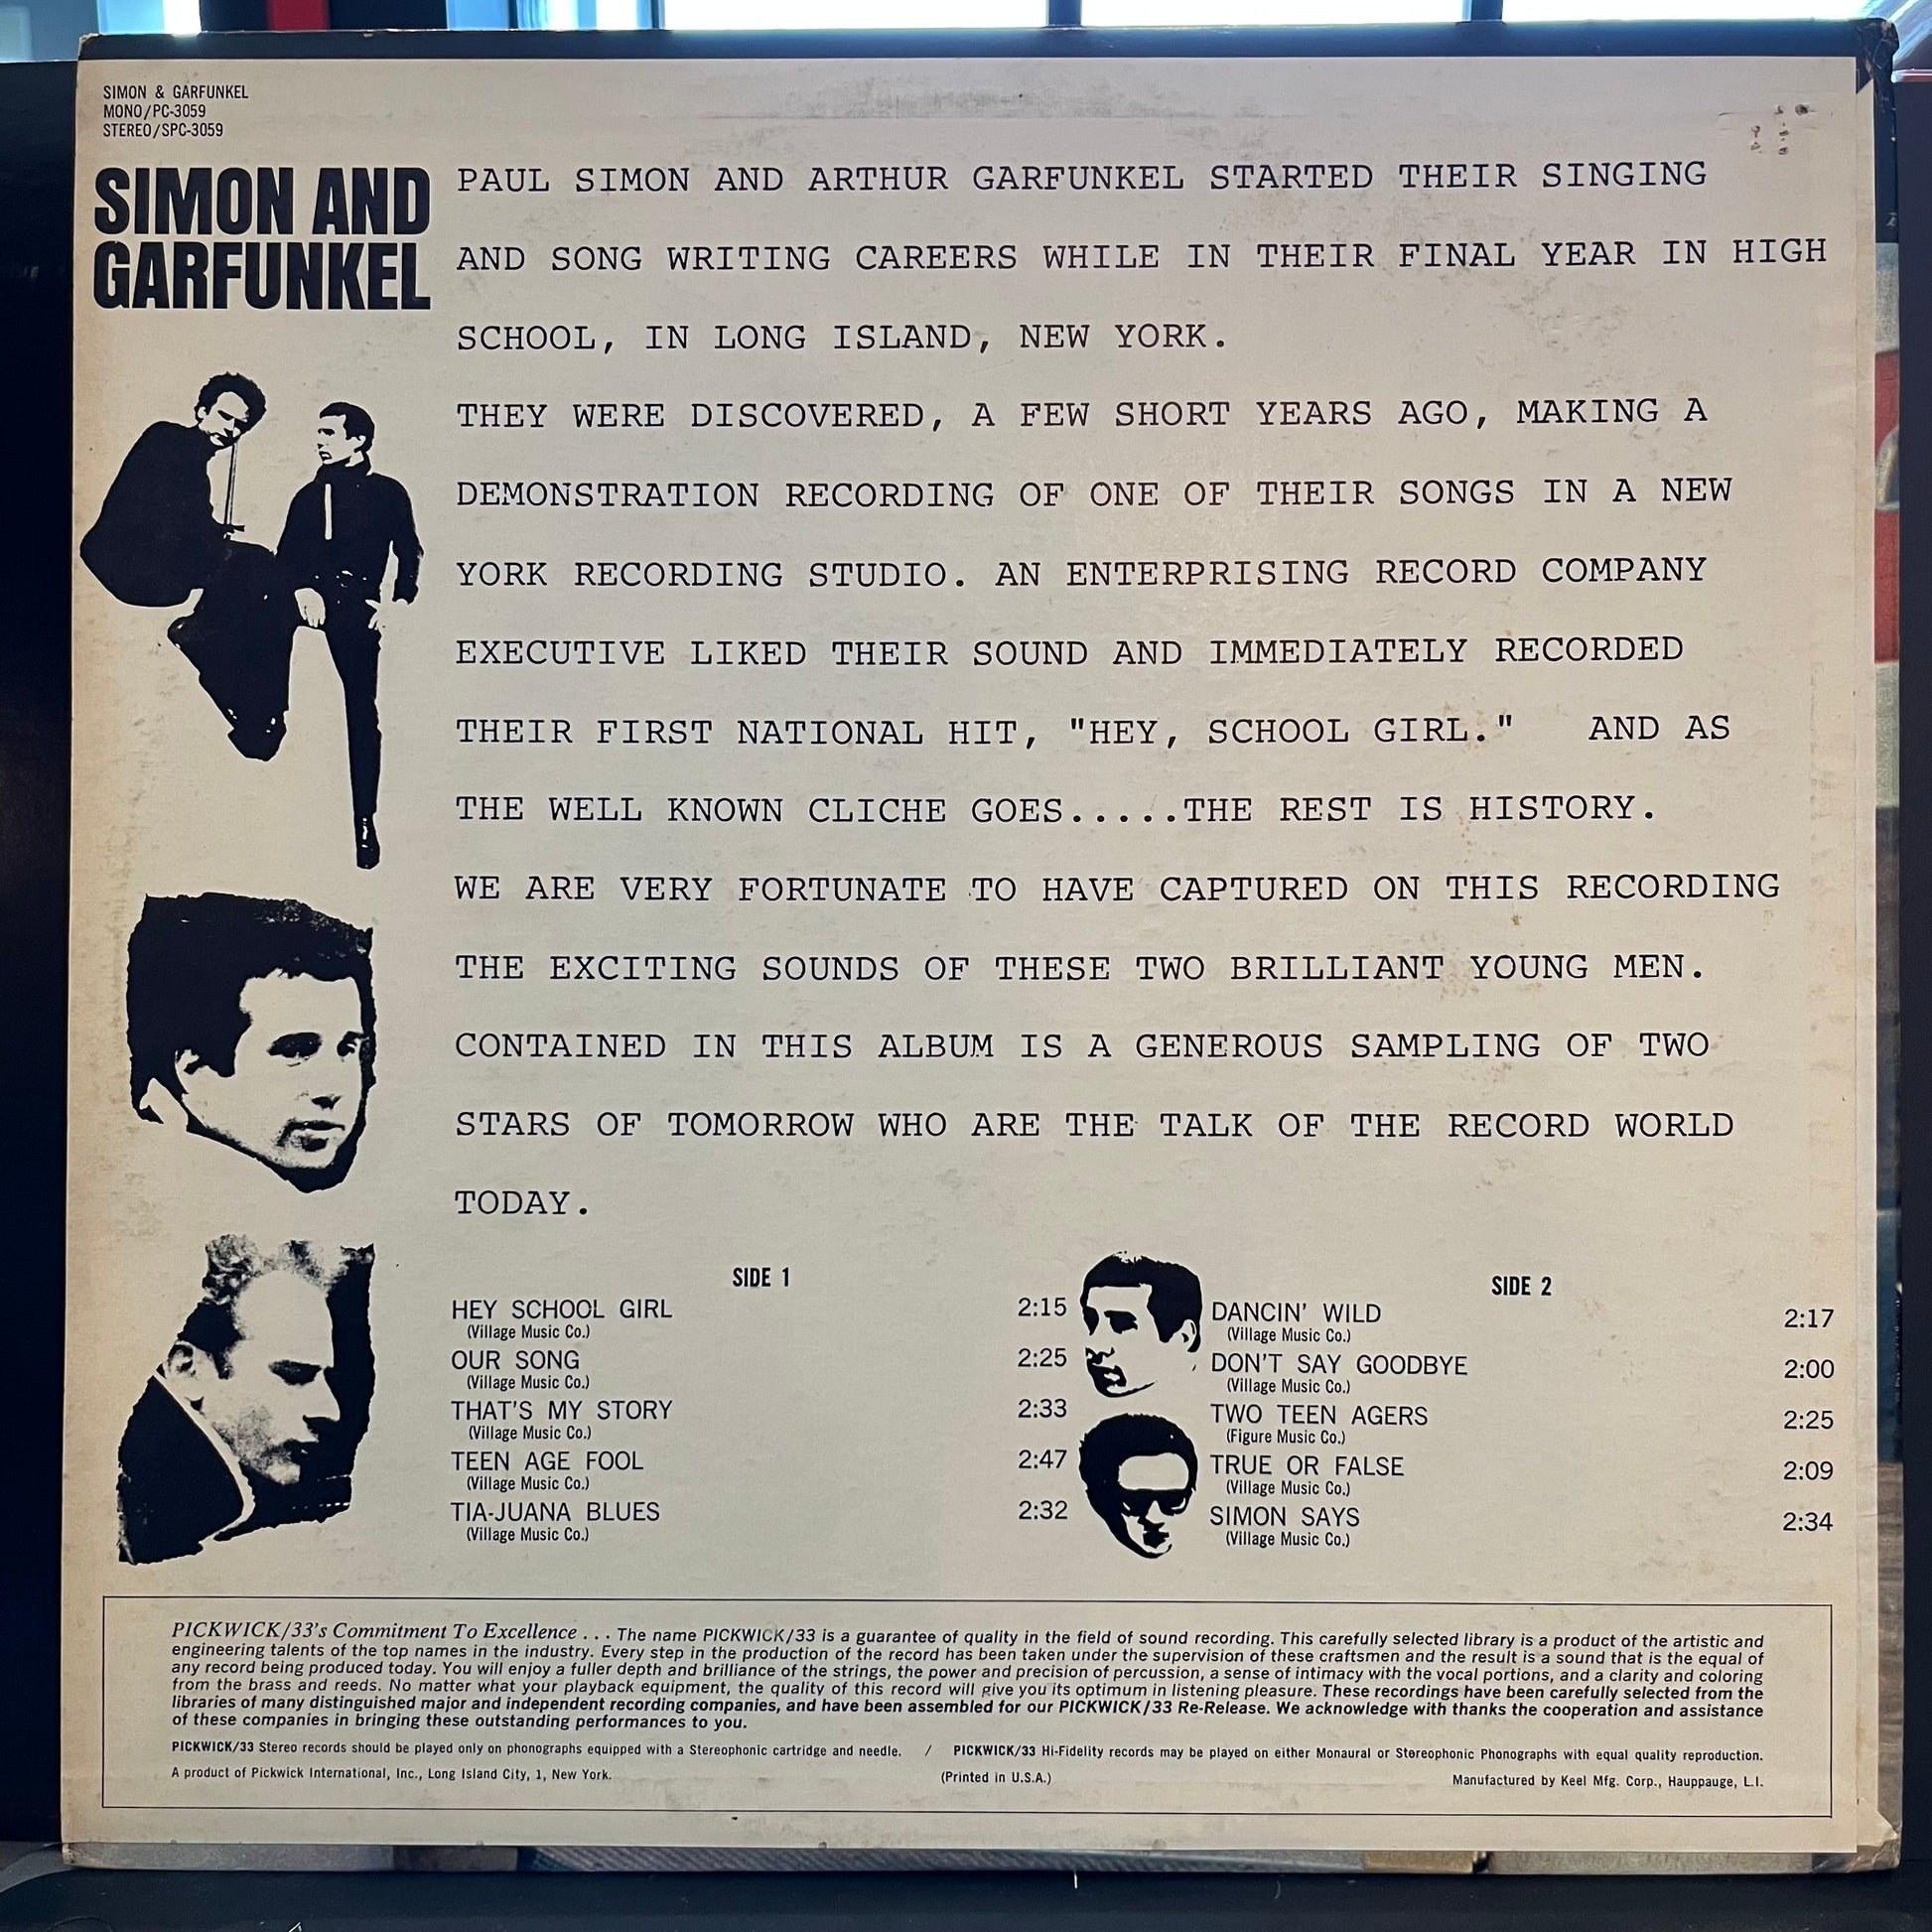 SIMON & GARFUNKEL
MONO/PC-3059
STEREO/SPC-3059
SIMON AND
GARFUNKEL
PAUL SIMON AND ARTHUR GARFUNKEL STARTED THEIR SINGING
AND SONG WRITING CAREERS WHILE IN THEIR FINAL YEAR IN HIGH
SCHOOL, IN LONG ISLAND, NEW YORK.
THEY WERE DISCOVERED, A FEW SHORT YEARS AGO, MAKING A
DEMONSTRATION RECORDING OF ONE OF THEIR SONGS IN A NEW
YORK RECORDING STUDIO. AN ENTERPRISING RECORD COMPANY
EXECUTIVE LIKED THEIR SOUND AND IMMEDIATELY RECORDED
THEIR FIRST NATIONAL HIT, "HEY, SCHOOL GIRL." AND AS
THE WELL KNOWN CLICHE GOES.....THE REST IS HISTORY.
WE ARE VERY FORTUNATE TO HAVE CAPTURED ON THIS RECORDING
THE EXCITING SOUNDS OF THESE TWO BRILLIANT YOUNG MEN.
CONTAINED IN THIS ALBUM IS A GENEROUS SAMPLING OF TWO
STARS OF TOMORROW WHO ARE THE TALK OF THE RECORD WORLD
TODAY.
SIDE 1
HEY SCHOOL GIRL 2:15
(Village Music Co.)
OUR SONG 2:25
(Village Music Co.)
THAT'S MY STORY 2:33
(Village Music Co.)
TEEN AGE FOOL 2:47
(Village Music Co.)
TIA-JUANA BLUES 2:32
(Village Music Co.)
SIDE 2
DANCIN' WILD 2:17
(Village Music Co.)
DON'T SAY GOODBYE 2:00
(Village Music Co.)
TWO TEEN AGERS 2:25
(Figure Music Co.)
TRUE OR FALSE 2:09
(Village Music Co.)
SIMON SAYS 2:34
(Village Music Co.)
PICKWICK/33's Commitment To Excellence . . . The name PICKWICK/33 is a guarantee of quality in the field of sound recording. This carefully selected library is a product of the artistic and
engineering talents of the top names in the industry. Every step in the production of the record has been taken under the supervision of these craftsmen and the result is a sound that is the equal of
any record being produced today. You will enjoy a fuller depth and brilliance of the strings, the power and precision of percussion, a sense of intimacy with the vocal portions, and a clarity and coloring
from the brass and reeds. No matter what your playback equipment, the quality of this record will give you its optimum in listening pleasure. These recordings have been carefully selected from the
libraries of many distinguished major and independent recording companies, and have been assembled for our PICKWICK/33 Re-Release. We acknowledge with thanks the cooperation and assistance
of these companies in bringing these outstanding performances to you.
PICKWICK/33 Stereo records should be played only on phonographs equipped with a Stereophonic cartridge and needle. / PICKWICK/33 Hi-Fidelity records may be played on either Monaural or Stereophonic Phonographs with equal quality reproduction.
A product of Pickwick International, Inc., Long Island City, 1, New York. (Printed in U.S.A.) Manufactured by Keel Mfg. Corp., Hauppauge, L.I.